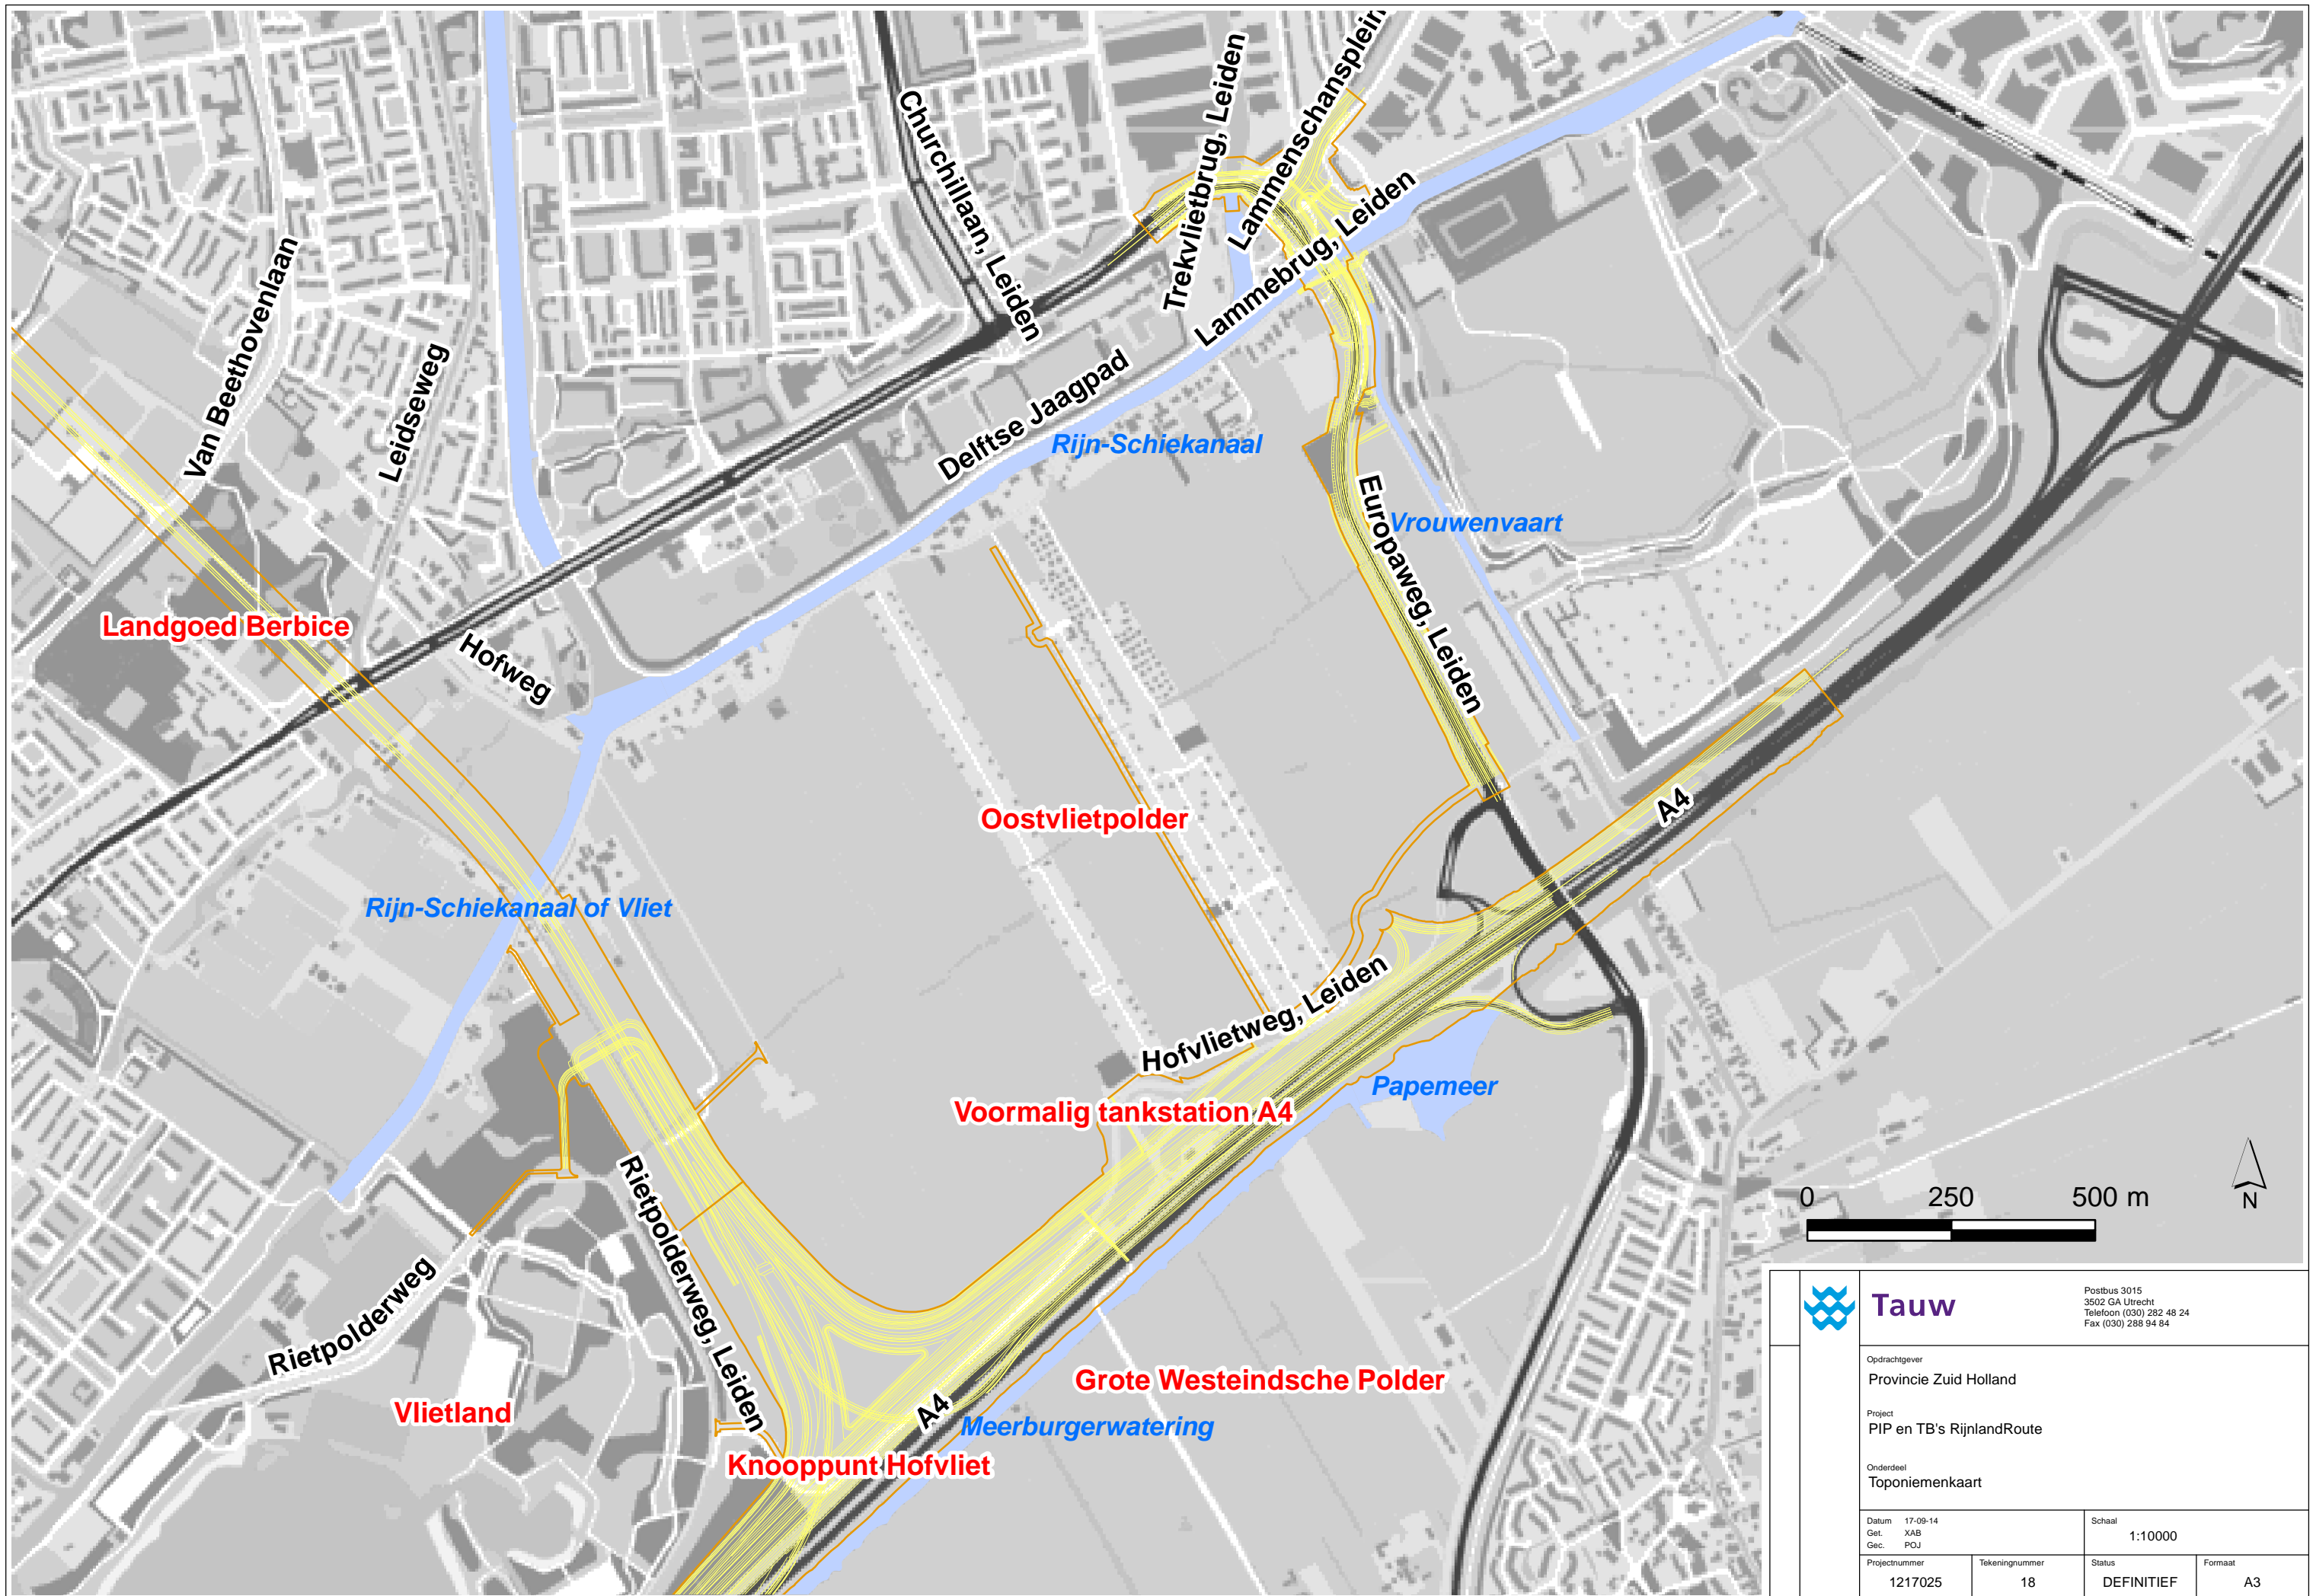 Churchilllaan, Leiden
Trekvlietbrug, Leiden
Lammenschansplein
Lammebrug, Leiden
Van Beethovenlaan
Leidseweg
Delftse Jaagpad
Rijn-Schiekanaal
Europaweg, Leiden
Vrouwenvaart
Landgoed Berbice
Hofweg
Oostvlietpolder
A4
Rijn-Schiekanaal of Vliet
Hofvlietweg, Leiden
Papemeer
Voormalig tankstation A4
Rietpolderweg, Leiden
Rietpolderweg
Vlietland
Grote Westeindsche Polder
A4
Meerburgerwatering
Knooppunt Hofvliet
0 250 500 m
N
Tauw
Postbus 3015
3502 GA Utrecht
Telefoon (030) 282 48 24
Fax (030) 288 94 84
Opdrachtgever
Provincie Zuid Holland
Project
PIP en TB's RijnlandRoute
Onderdeel
Toponiemenkaart
Datum 17-09-14
Get. XAB
Gec. POJ
Schaal
1:10000
Projectnummer
1217025
Tekeningnummer
18
Status
DEFINITIEF
Formaat
A3